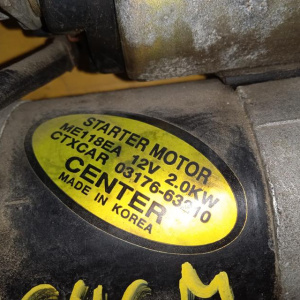 STARTER MOTOR
ME118EA 12V 2.0KW
CTXCAR 03176-63210
CENTER
MADE IN KOREA